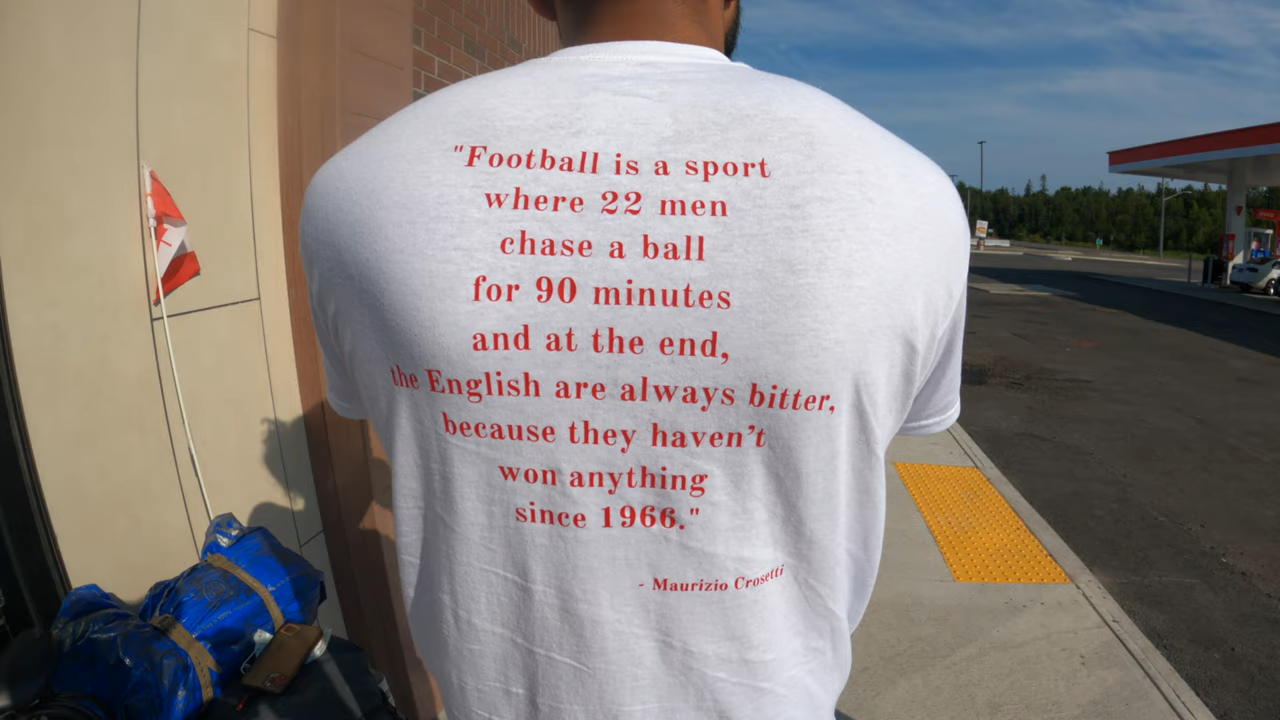 "Football is a sport
where 22 men
chase a ball
for 90 minutes
and at the end,
the English are always bitter,
because they haven't
won anything
since 1966."
- Maurizio Crosetti